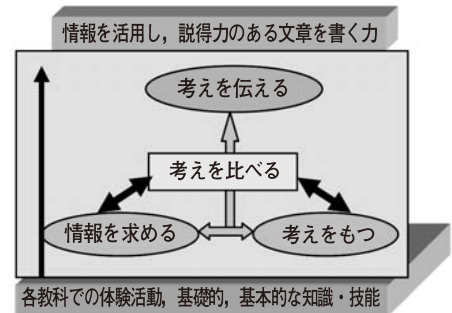 情報を活用し，説得力のある文章を書く力
考えを伝える
考えを比べる
情報を求める
考えをもつ
各教科での体験活動，基礎的，基本的な知識・技能